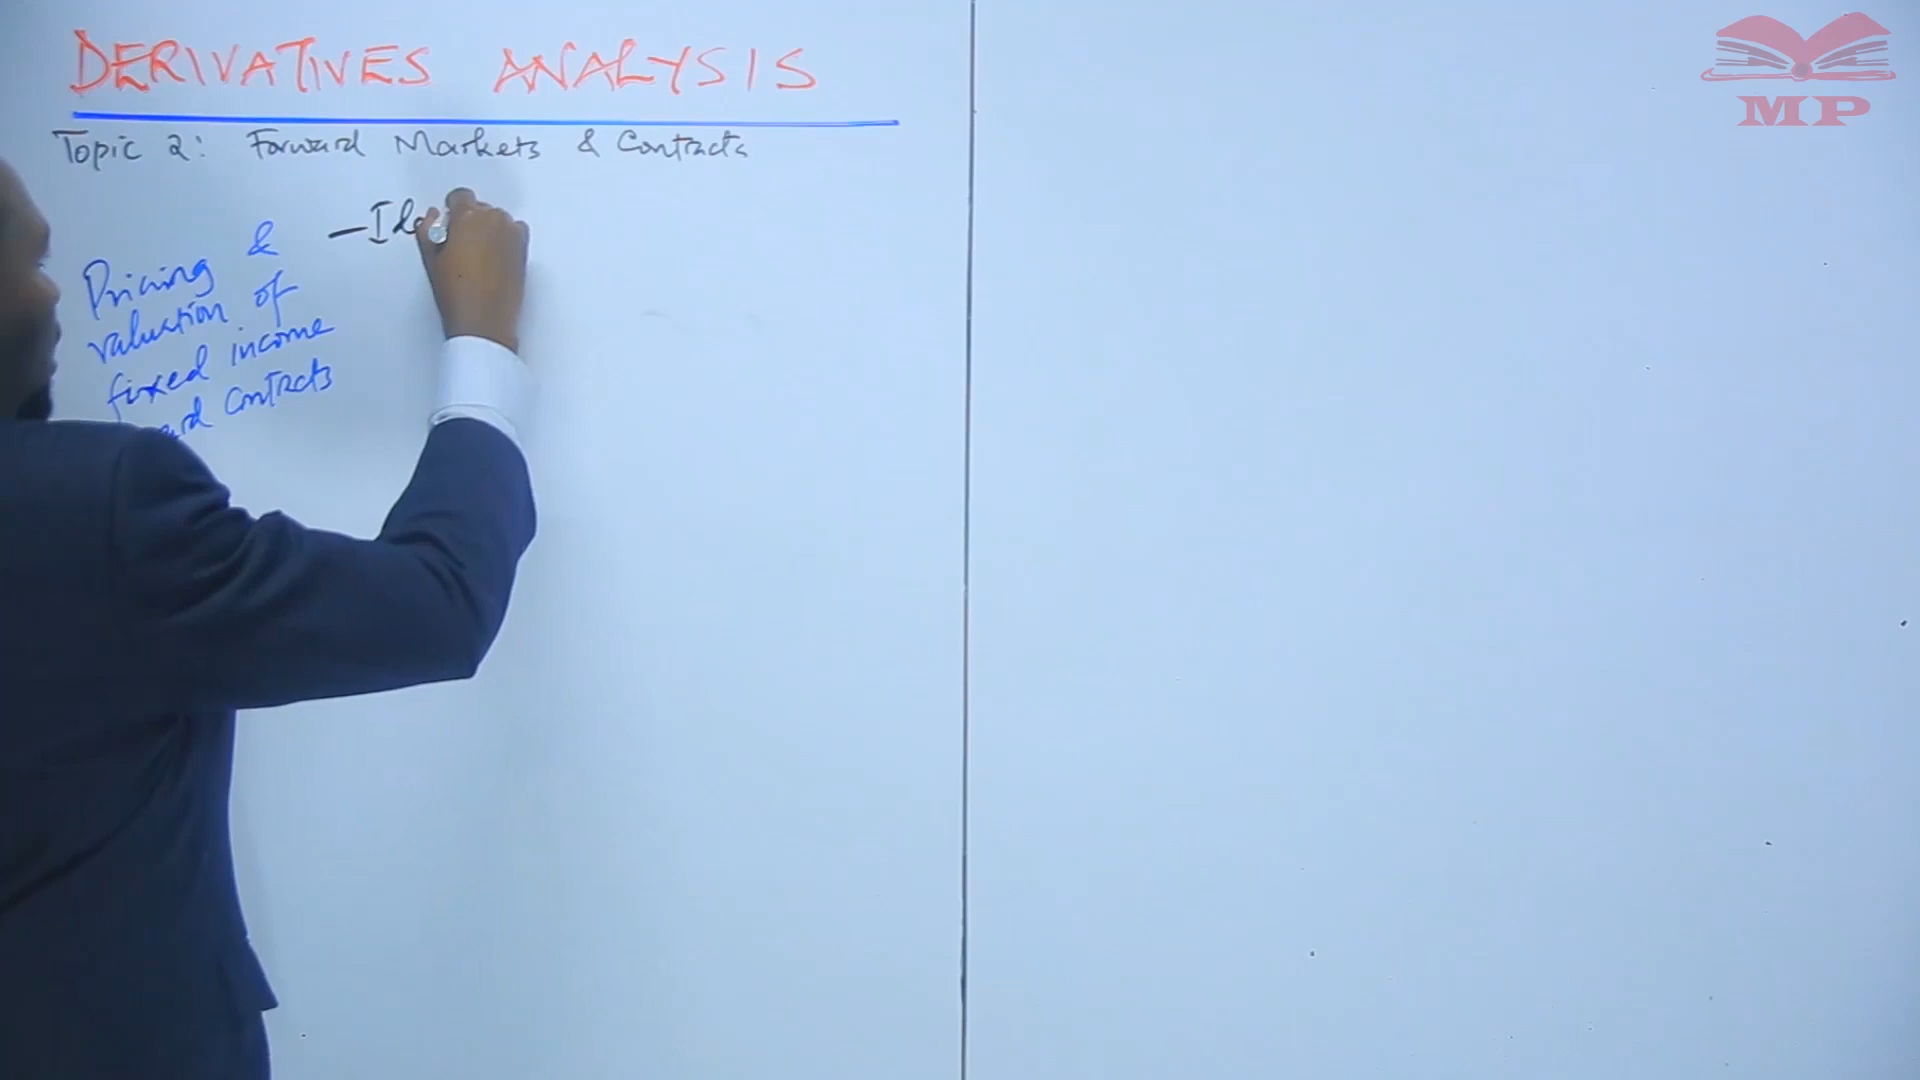 DERIVATIVES ANALYSIS
Topic 2: Forward Markets & Contracts
Pricing &
valuation of
fixed income
contracts
MP